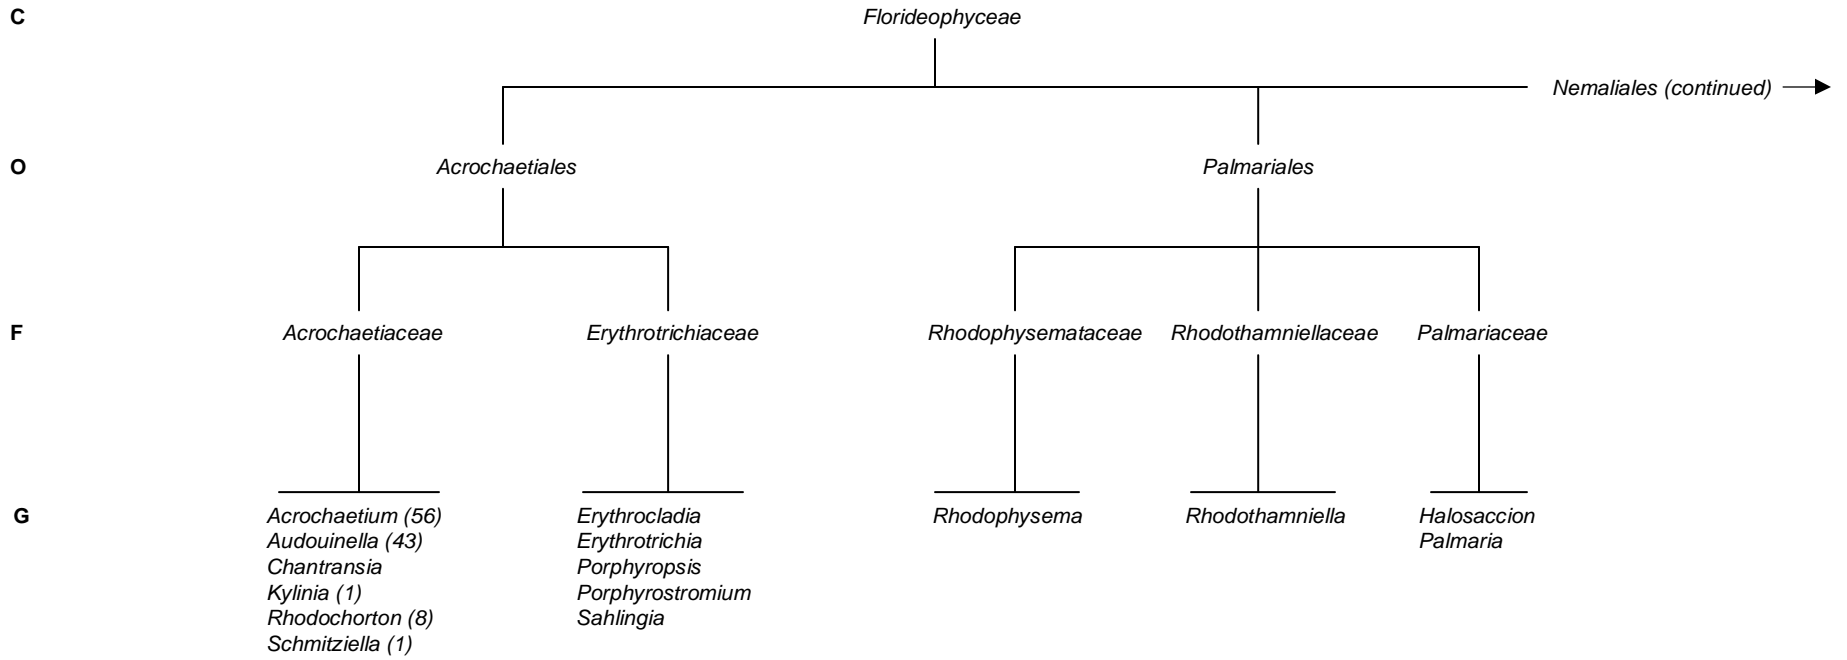 C
Florideophyceae
Nemaliales (continued)
O
Acrochaetiales
Palmariales
F
Acrochaetiaceae
Erythrotrichiaceae
Rhodophysemataceae
Rhodothamniellaceae
Palmariaceae
G
Acrochaetium (56)
Audouinella (43)
Chantransia
Kylinia (1)
Rhodochorton (8)
Schmitziella (1)
Erythrocladia
Erythrotrichia
Porphyropsis
Porphyrostromium
Sahlingia
Rhodophysema
Rhodothamniella
Halosaccion
Palmaria